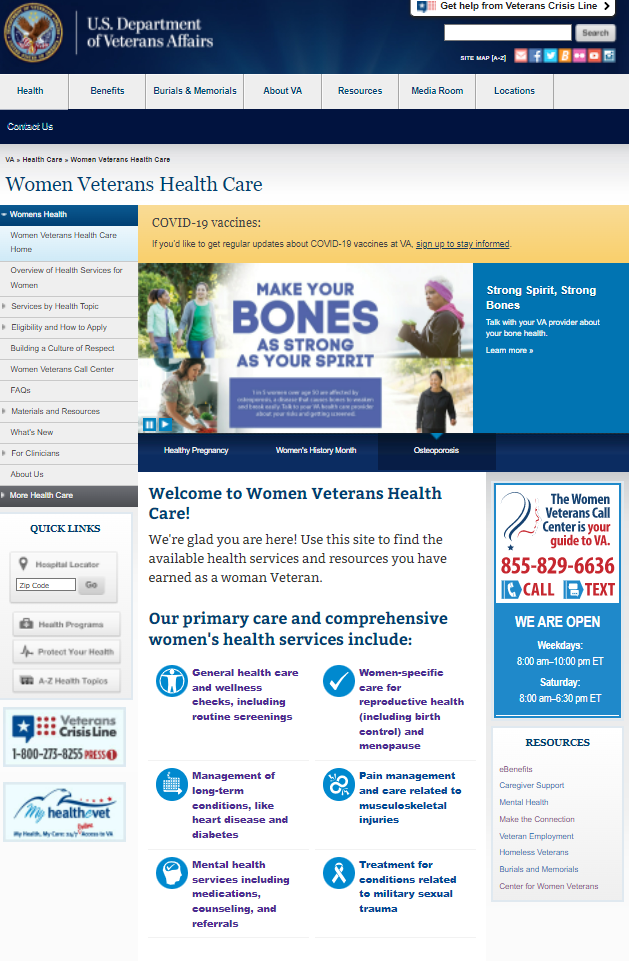 U.S. Department
of Veterans Affairs
Get help from Veterans Crisis Line
Search
SITE MAP [A-Z]
Health
Benefits
Burials & Memorials
About VA
Resources
Media Room
Locations
Contact Us
VA » Health Care » Women Veterans Health Care
Women Veterans Health Care
Womens Health
Women Veterans Health Care
Home
Overview of Health Services for
Women
Services by Health Topic
Eligibility and How to Apply
Building a Culture of Respect
Women Veterans Call Center
FAQs
Materials and Resources
What's New
For Clinicians
About Us
More Health Care
QUICK LINKS
Hospital Locator
Zip Code
Go
Health Programs
Protect Your Health
A-Z Health Topics
Veterans
Crisis Line
1-800-273-8255 PRESS 1
My healthevet
My Health, My Care: 24/7 Online Access to VA
COVID-19 vaccines:
If you'd like to get regular updates about COVID-19 vaccines at VA, sign up to stay informed.
MAKE YOUR
BONES
AS STRONG
AS YOUR SPIRIT
1 in 5 women over age 50 are affected by
osteoporosis, a disease that causes bones to weaken
and break easily. Talk to your VA health care provider
about your risks and getting screened.
Strong Spirit, Strong
Bones
Talk with your VA provider about
your bone health.
Learn more »
Healthy Pregnancy
Women's History Month
Osteoporosis
Welcome to Women Veterans Health
Care!
We're glad you are here! Use this site to find the
available health services and resources you have
earned as a woman Veteran.
Our primary care and comprehensive
women's health services include:
General health care
and wellness
checks, including
routine screenings
Women-specific
care for
reproductive health
(including birth
control) and
menopause
Management of
long-term
conditions, like
heart disease and
diabetes
Pain management
and care related to
musculoskeletal
injuries
Mental health
services including
medications,
counseling, and
referrals
Treatment for
conditions related
to military sexual
trauma
The Women
Veterans Call
Center is your
guide to VA.
855-829-6636
CALL
TEXT
WE ARE OPEN
Weekdays:
8:00 am–10:00 pm ET
Saturday:
8:00 am–6:30 pm ET
RESOURCES
eBenefits
Caregiver Support
Mental Health
Make the Connection
Veteran Employment
Homeless Veterans
Burials and Memorials
Center for Women Veterans